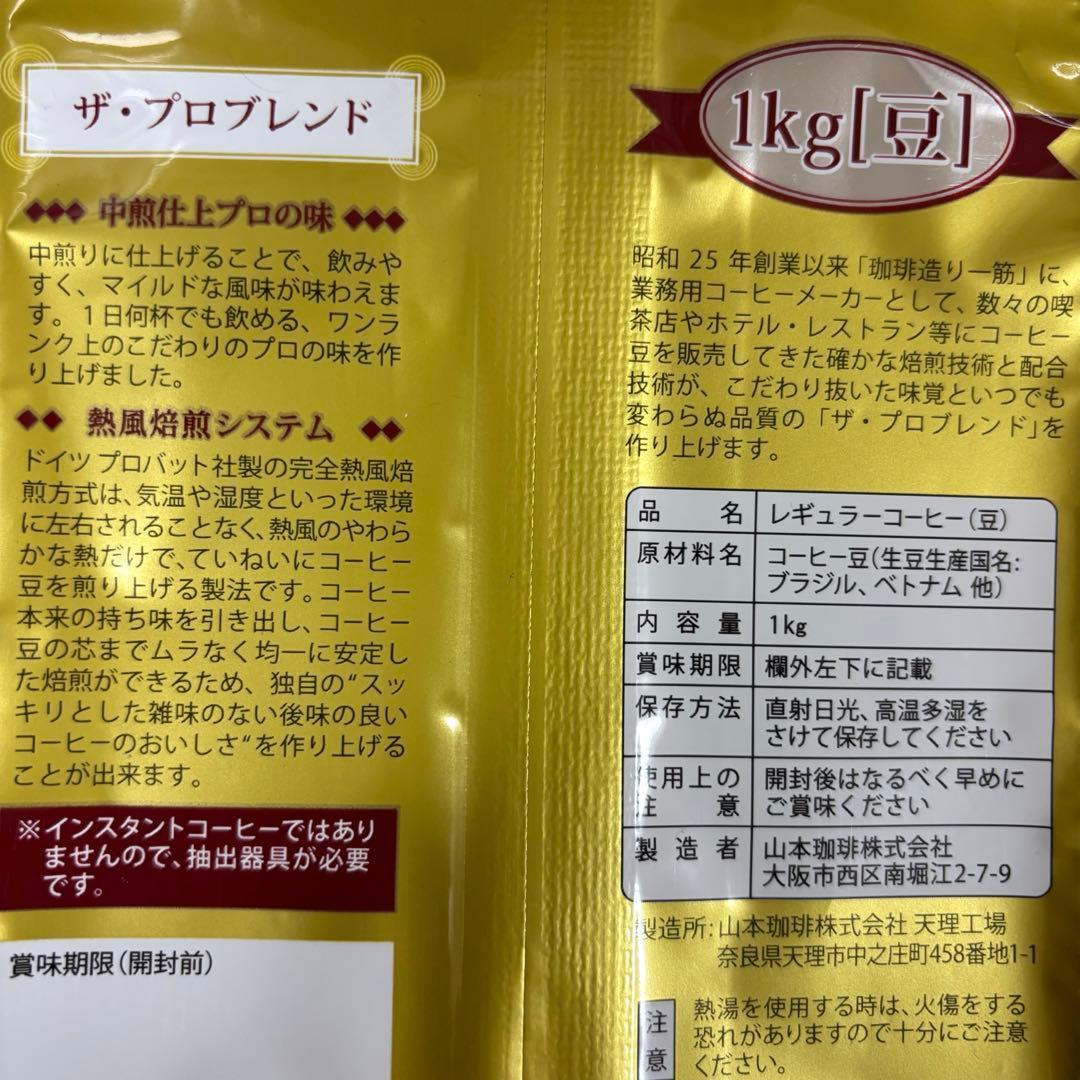 ザ・プロブレンド
中煎仕上プロの味
中煎りに仕上げることで、飲みや
すく、マイルドな風味が味わえま
す。1日何杯でも飲める、ワンラ
ンク上のこだわりのプロの味を作
り上げました。
熱風焙煎システム
ドイツ プロバット社製の完全熱風焙
煎方式は、気温や湿度といった環境
に左右されることなく、熱風のやわら
かな熱だけで、ていねいにコーヒー
豆を煎り上げる製法です。コーヒー
本来の持ち味を引き出し、コーヒー
豆の芯までムラなく均一に安定し
た焙煎ができるため、独自の“スッ
キリとした雑味のない後味の良い
コーヒーのおいしさ“を作り上げる
ことが出来ます。
※インスタントコーヒーではあり
ませんので、抽出器具が必要
です。
賞味期限(開封前)
1kg[豆]
昭和 25 年創業以来「珈琲造り一筋」に、
業務用コーヒーメーカーとして、数々の喫
茶店やホテル・レストラン等にコーヒー
豆を販売してきた確かな焙煎技術と配合
技術が、こだわり抜いた味覚といつでも
変わらぬ品質の「ザ・プロブレンド」を
作り上げます。
品名 レギュラーコーヒー(豆)
原材料名 コーヒー豆(生豆生産国名:
ブラジル、ベトナム 他)
内容量 1kg
賞味期限 欄外左下に記載
保存方法 直射日光、高温多湿を
さけて保存してください
使用上の 開封後はなるべく早めに
注意 ご賞味ください
製造者 山本珈琲株式会社
大阪市西区南堀江2-7-9
製造所:山本珈琲株式会社 天理工場
奈良県天理市中之庄町458番地1-1
注意
熱湯を使用する時は、火傷をする
恐れがありますので十分にご注意
ください。